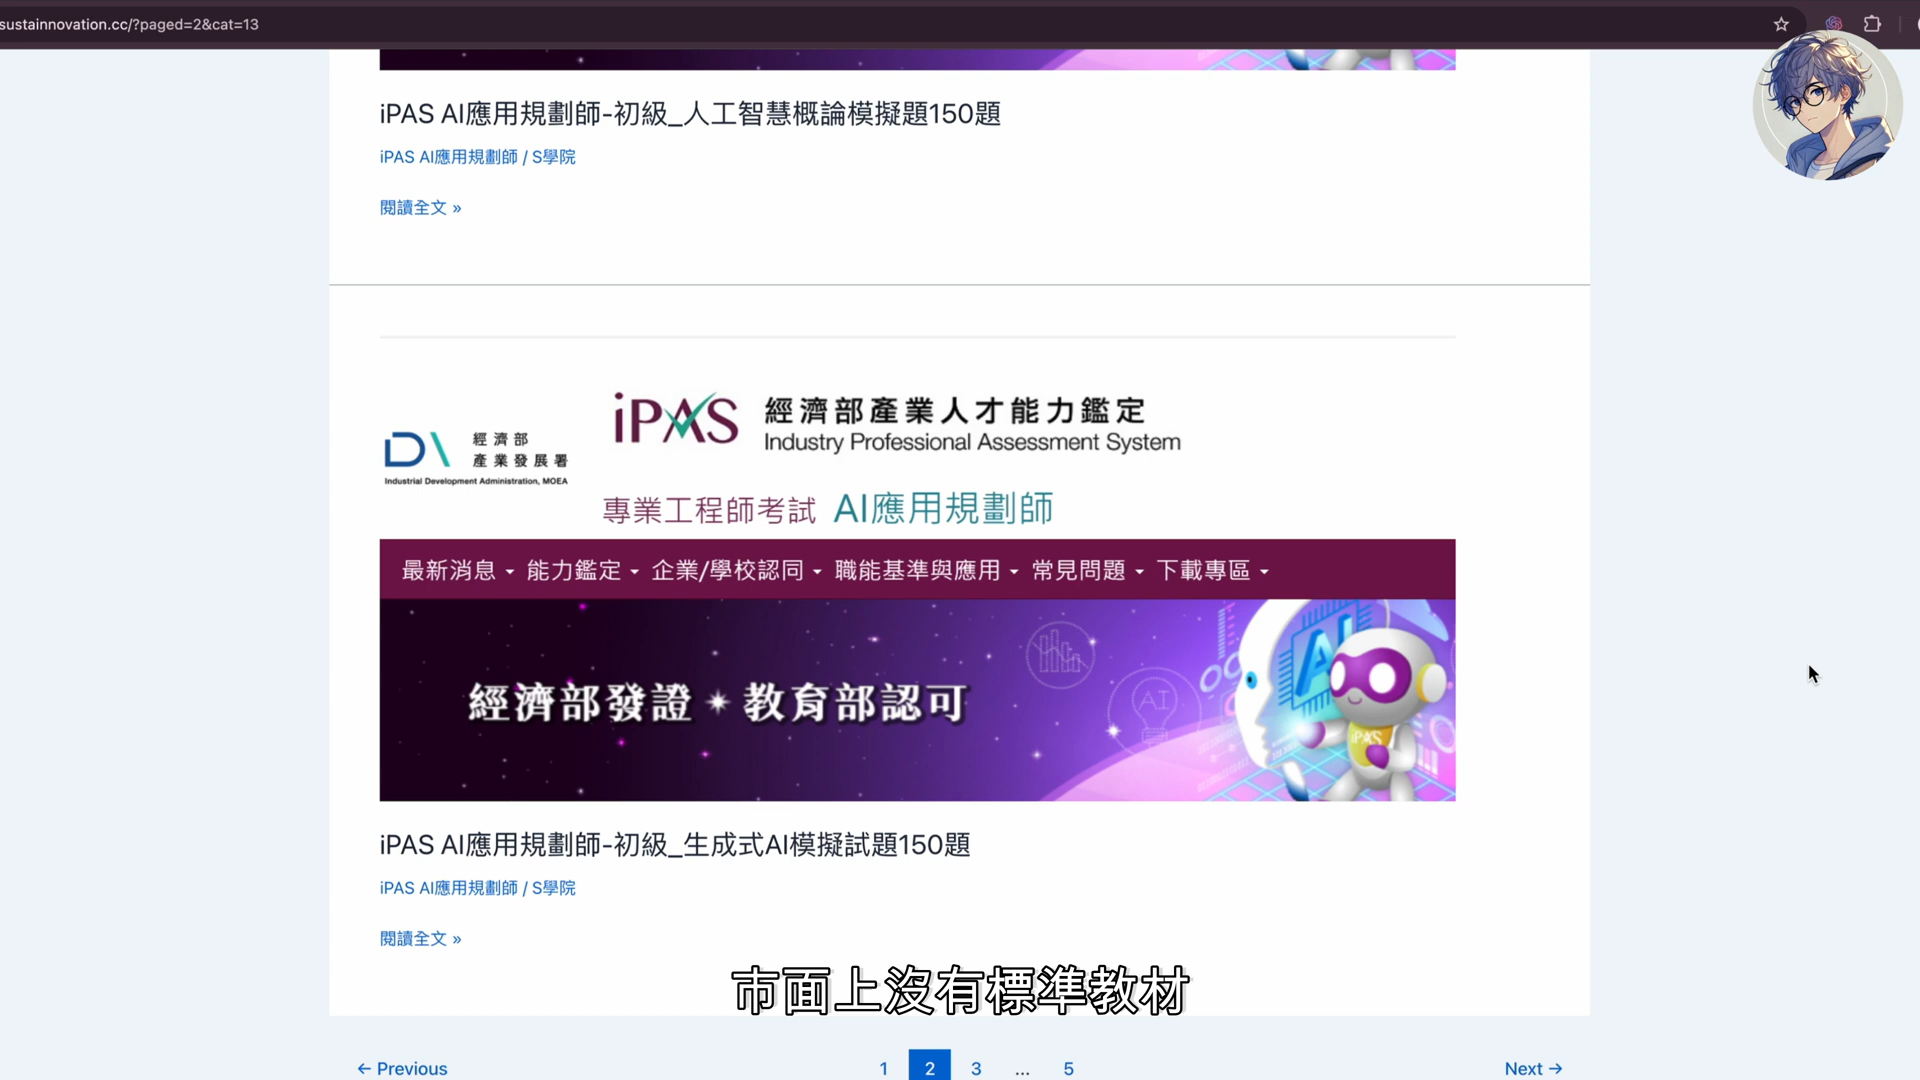 sustainnovation.cc/?paged=2&cat=13
iPAS AI應用規劃師-初級_人工智慧概論模擬題150題
iPAS AI應用規劃師 / S學院
閱讀全文 »
iPAS 經濟部產業人才能力鑑定
Industry Professional Assessment System
經濟部
產業發展署
Industrial Development Administration, MOEA
專業工程師考試 AI應用規劃師
最新消息 能力鑑定 企業/學校認同 職能基準與應用 常見問題 下載專區
經濟部發證 教育部認可
AI
AI
iPAS
iPAS AI應用規劃師-初級_生成式AI模擬試題150題
iPAS AI應用規劃師 / S學院
閱讀全文 »
市面上沒有標準教材
← Previous 1 2 3 ... 5 Next →